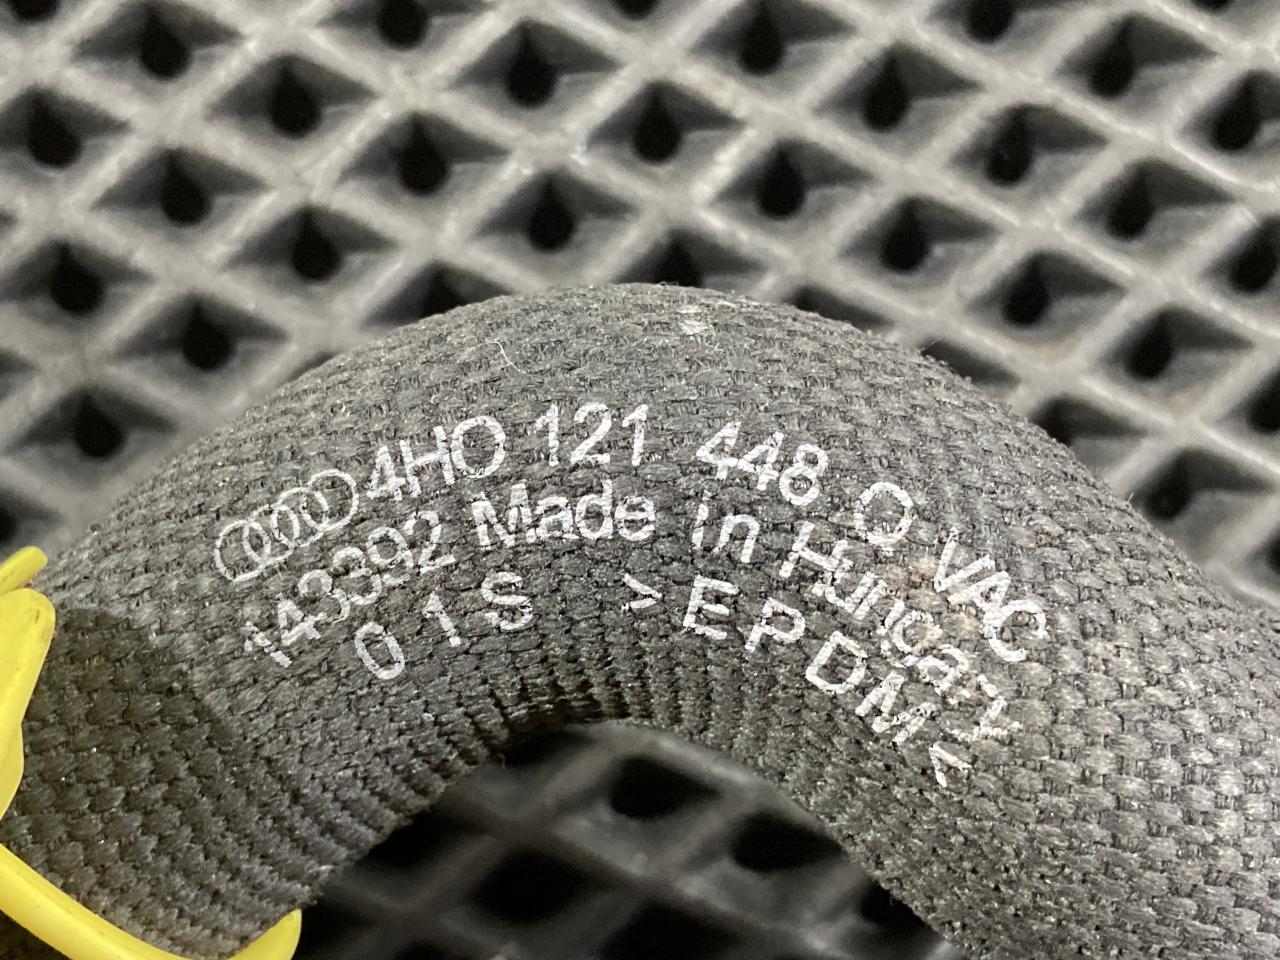 4H0 121 448 Q VAC
143392 Made in Hungary
0 1 S >EPDM<